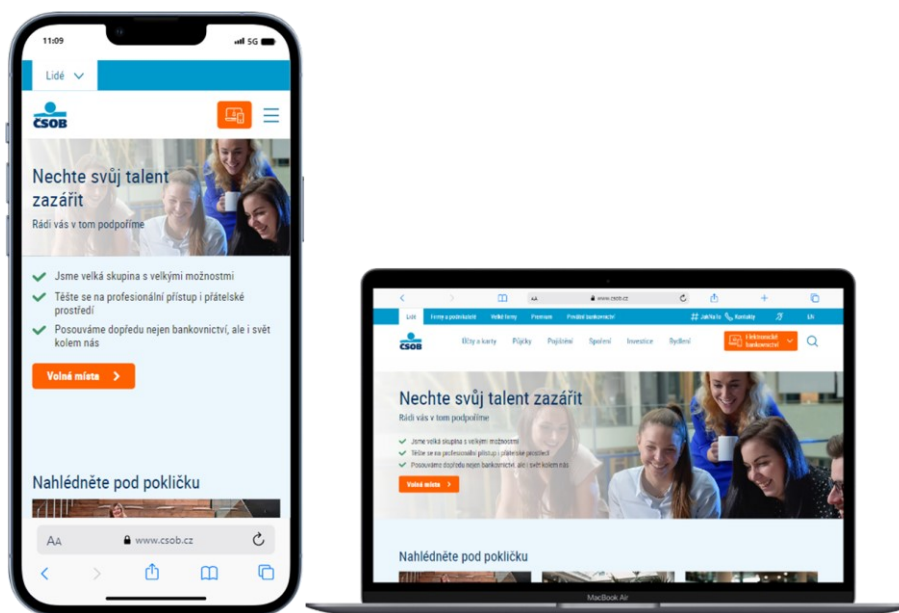 11:09
5G
Lidé
ČSOB
Nechte svůj talent
zazářit
Rádi vás v tom podpoříme
Jsme velká skupina s velkými možnostmi
Těšte se na profesionální přístup i přátelské
prostředí
Posouváme dopředu nejen bankovnictví, ale i svět
kolem nás
Volná místa
Nahlédněte pod pokličku
AA
www.csob.cz
AA
www.csob.cz
Lidé
Firmy a podnikatelé
Velké firmy
Premium
Privátní bankovnictví
Jak/Na to
Kontakty
EN
ČSOB
Účty a karty
Půjčky
Pojištění
Spoření
Investice
Bydlení
Elektronické
bankovnictví
Nechte svůj talent zazářit
Rádi vás v tom podpoříme
Jsme velká skupina s velkými možnostmi
Těšte se na profesionální přístup i přátelské
prostředí
Posouváme dopředu nejen bankovnictví, ale i svět kolem nás
Volná místa
Nahlédněte pod pokličku
MacBook Air